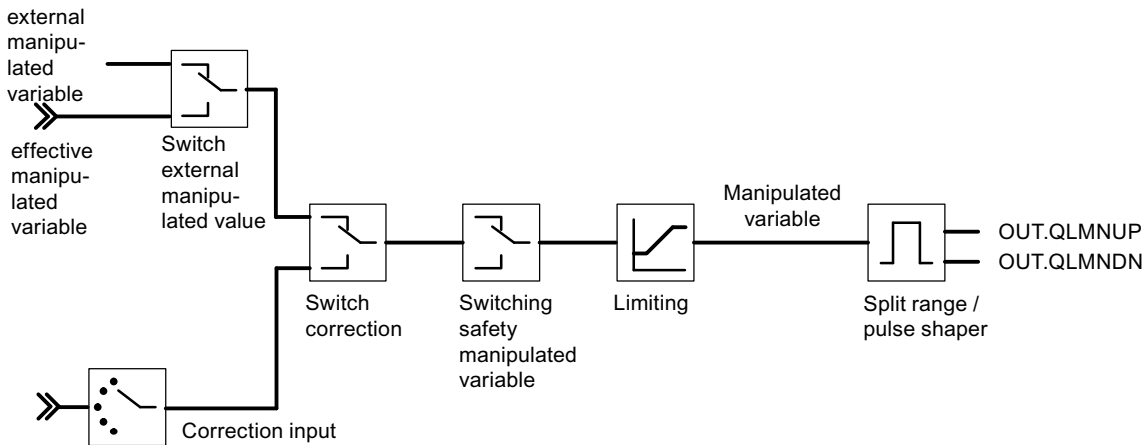 external
manipu-
lated
variable
effective
manipu-
lated
variable
Switch
external
manipu-
lated value
Switch
correction
Switching
safety
manipulated
variable
Limiting
Manipulated
variable
Split range /
pulse shaper
OUT.QLMNUP
OUT.QLMNDN
Correction input